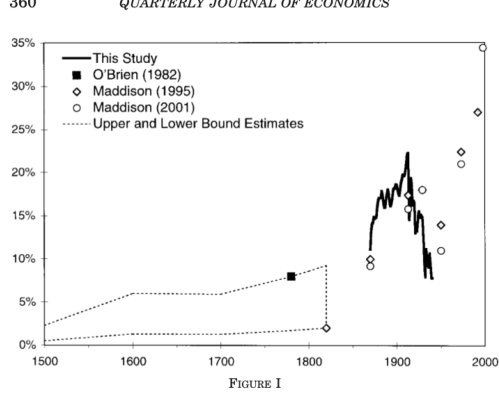 360 QUARTERLY JOURNAL OF ECONOMICS
35%
30%
25%
20%
15%
10%
5%
0%
This Study
O'Brien (1982)
Maddison (1995)
Maddison (2001)
Upper and Lower Bound Estimates
1500 1600 1700 1800 1900 2000
FIGURE I